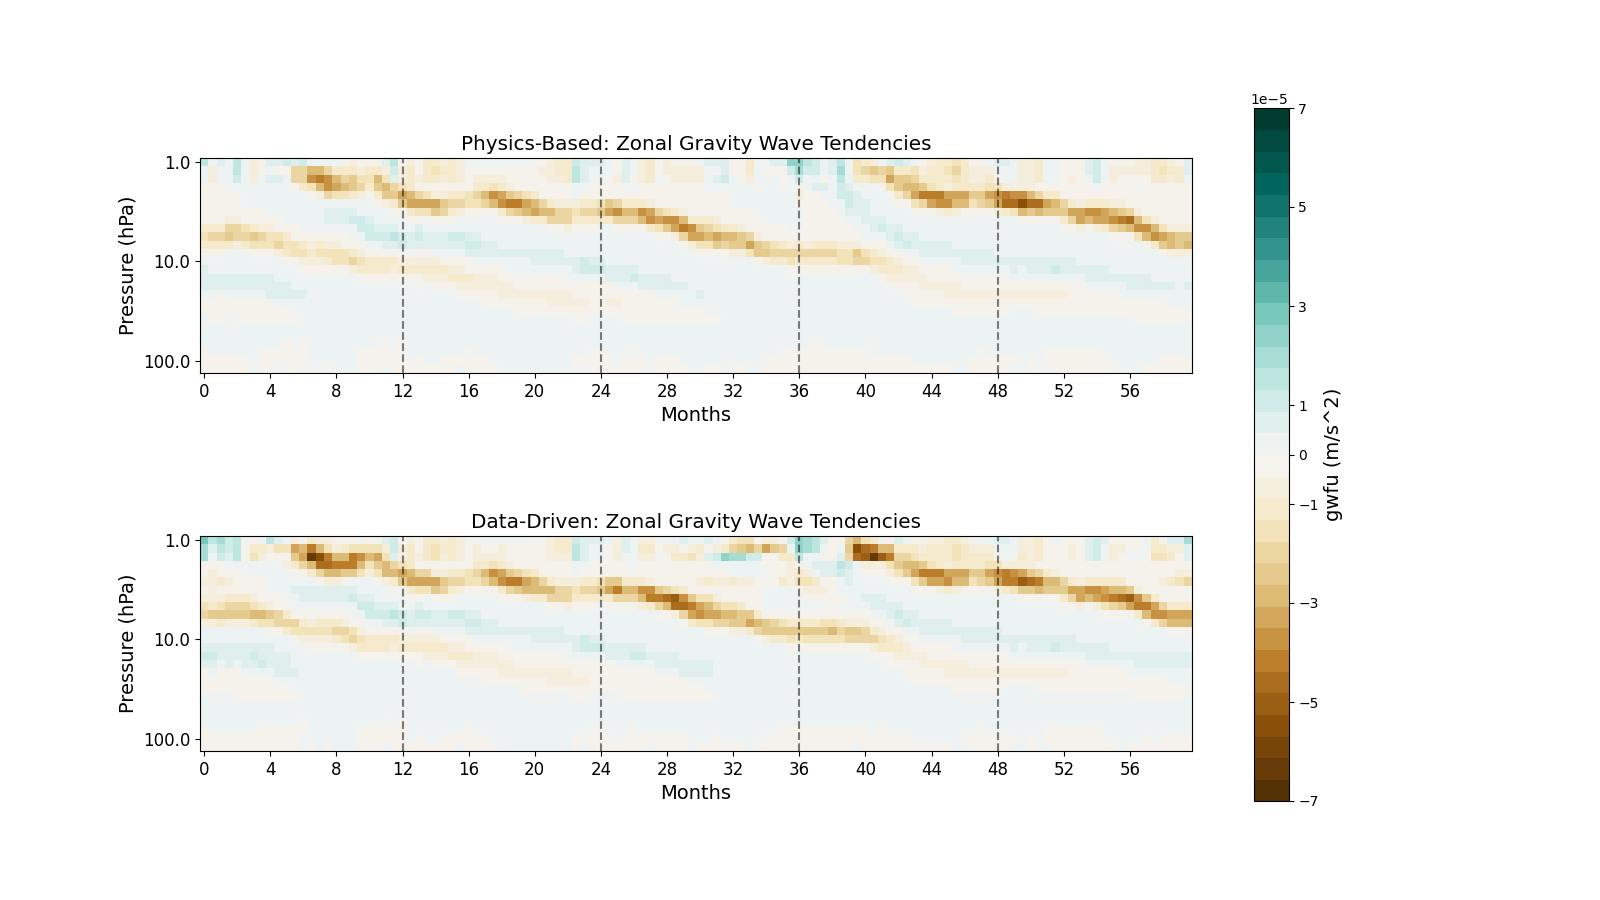 Physics-Based: Zonal Gravity Wave Tendencies
Pressure (hPa)
1.0
10.0
100.0
0 4 8 12 16 20 24 28 32 36 40 44 48 52 56
Months
Data-Driven: Zonal Gravity Wave Tendencies
Pressure (hPa)
1.0
10.0
100.0
0 4 8 12 16 20 24 28 32 36 40 44 48 52 56
Months
1e−5
7
5
3
1
0
−1
−3
−5
−7
gwfu (m/s^2)